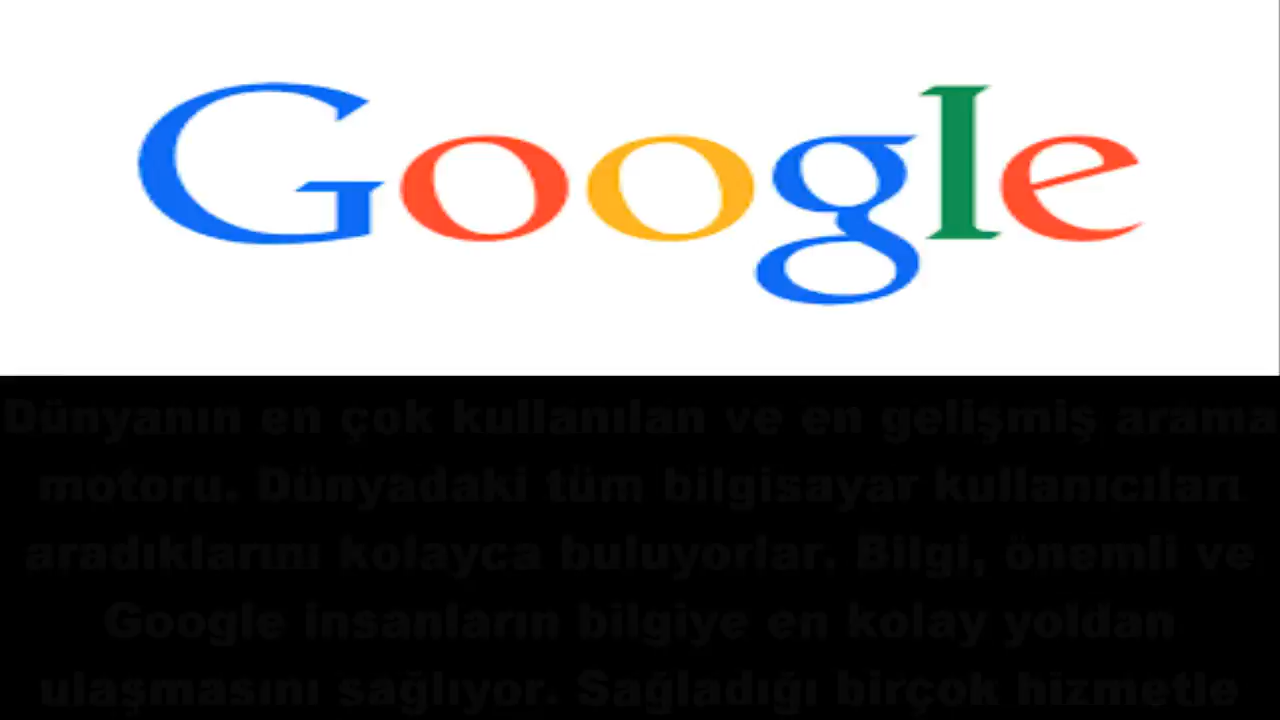 Google
Dünyanın en çok kullanılan ve en gelişmiş arama
motoru. Dünyadaki tüm bilgisayar kullanıcıları
aradıklarını kolayca buluyorlar. Bilgi, önemli ve
Google insanların bilgiye en kolay yoldan
ulaşmasını sağlıyor. Sağladığı birçok hizmetle